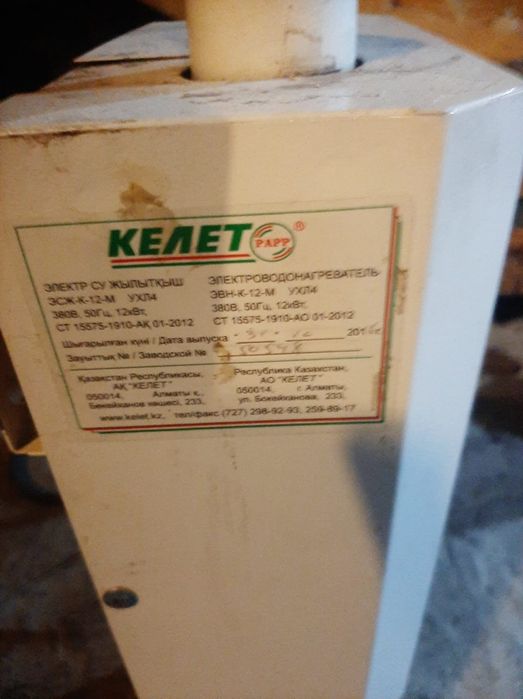 КЕЛЕТ PAPP ®
ЭЛЕКТР СУ ЖЫЛЫТҚЫШ
ЭСЖ-К-12-М УХЛ4
380В, 50Гц, 12кВт,
СТ 15575-1910-АҚ 01-2012
ЭЛЕКТРОВОДОНАГРЕВАТЕЛЬ
ЭВН-К-12-М УХЛ4
380В, 50Гц, 12кВт,
СТ 15575-1910-АО 01-2012
Шығарылған күні / Дата выпуска 201
Зауыттық № / Заводской №
Қазақстан Республикасы,
АҚ "КЕЛЕТ"
050014, Алматы қ.,
Бөкейханов көшесі, 233,
Республика Казахстан,
АО "КЕЛЕТ"
050014, г. Алматы,
ул. Бокейханова, 233,
www.kelet.kz, тел/факс (727) 298-92-93, 259-89-17